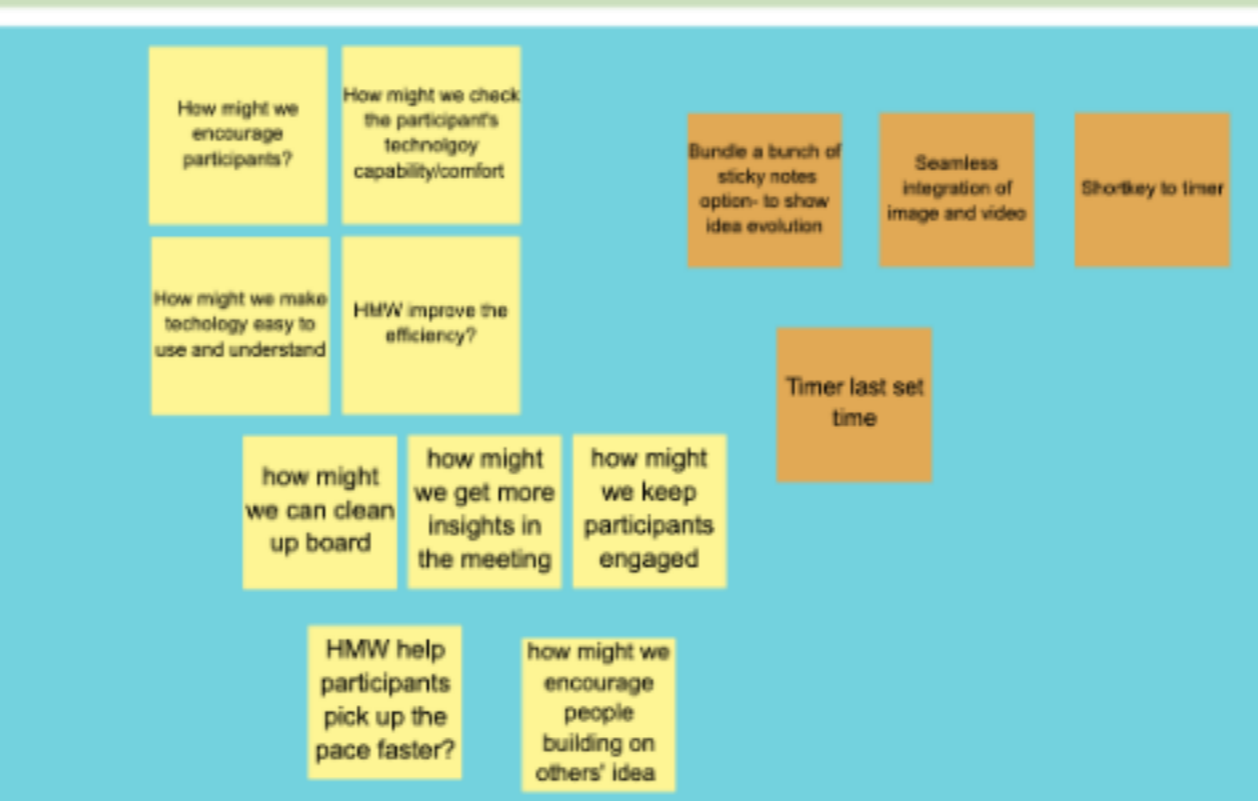 How might we
encourage
participants?
How might we check
the participant's
technolgoy
capability/comfort
How might we make
techology easy to
use and understand
HMW improve the
efficiency?
how might
we can clean
up board
how might
we get more
insights in
the meeting
how might
we keep
participants
engaged
HMW help
participants
pick up the
pace faster?
how might we
encourage
people
building on
others' idea
Bundle a bunch of
sticky notes
option- to show
idea evolution
Seamless
integration of
image and video
Shortkey to timer
Timer last set
time